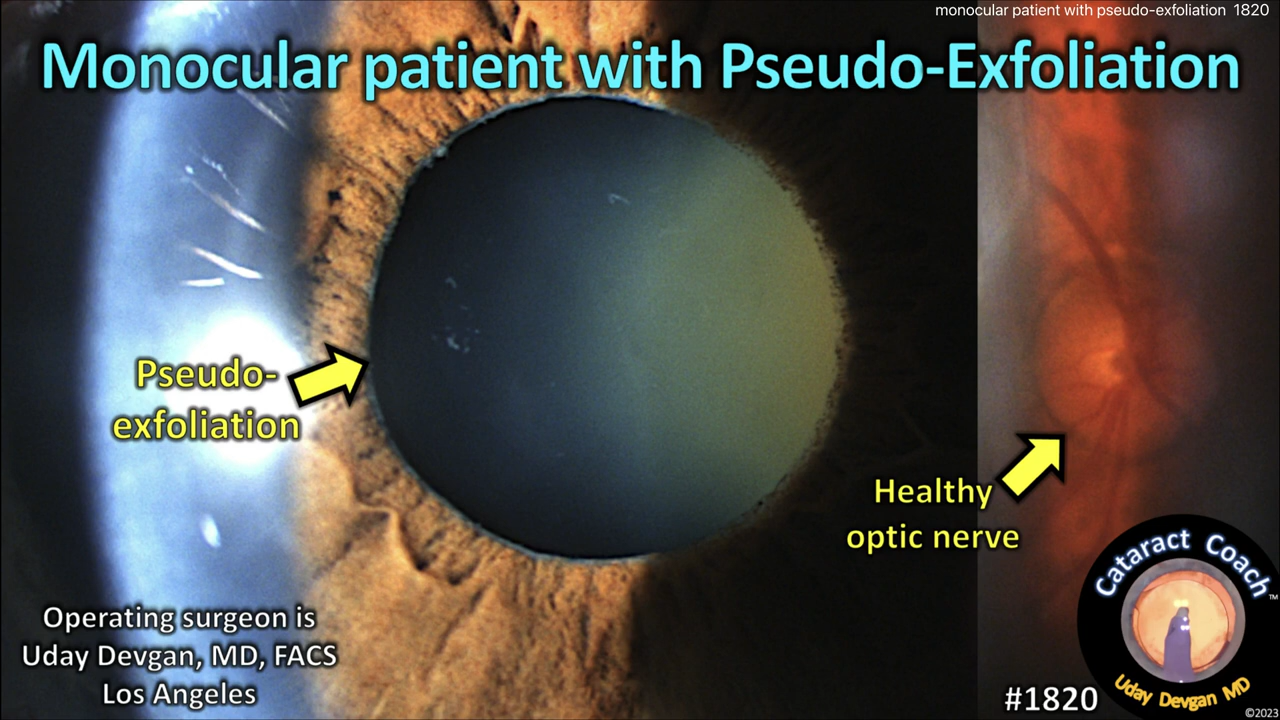 monocular patient with pseudo-exfoliation 1820
Monocular patient with Pseudo-Exfoliation
Pseudo-
exfoliation
Healthy
optic nerve
Operating surgeon is
Uday Devgan, MD, FACS
Los Angeles
#1820
Cataract Coach™
Uday Devgan MD
©2023